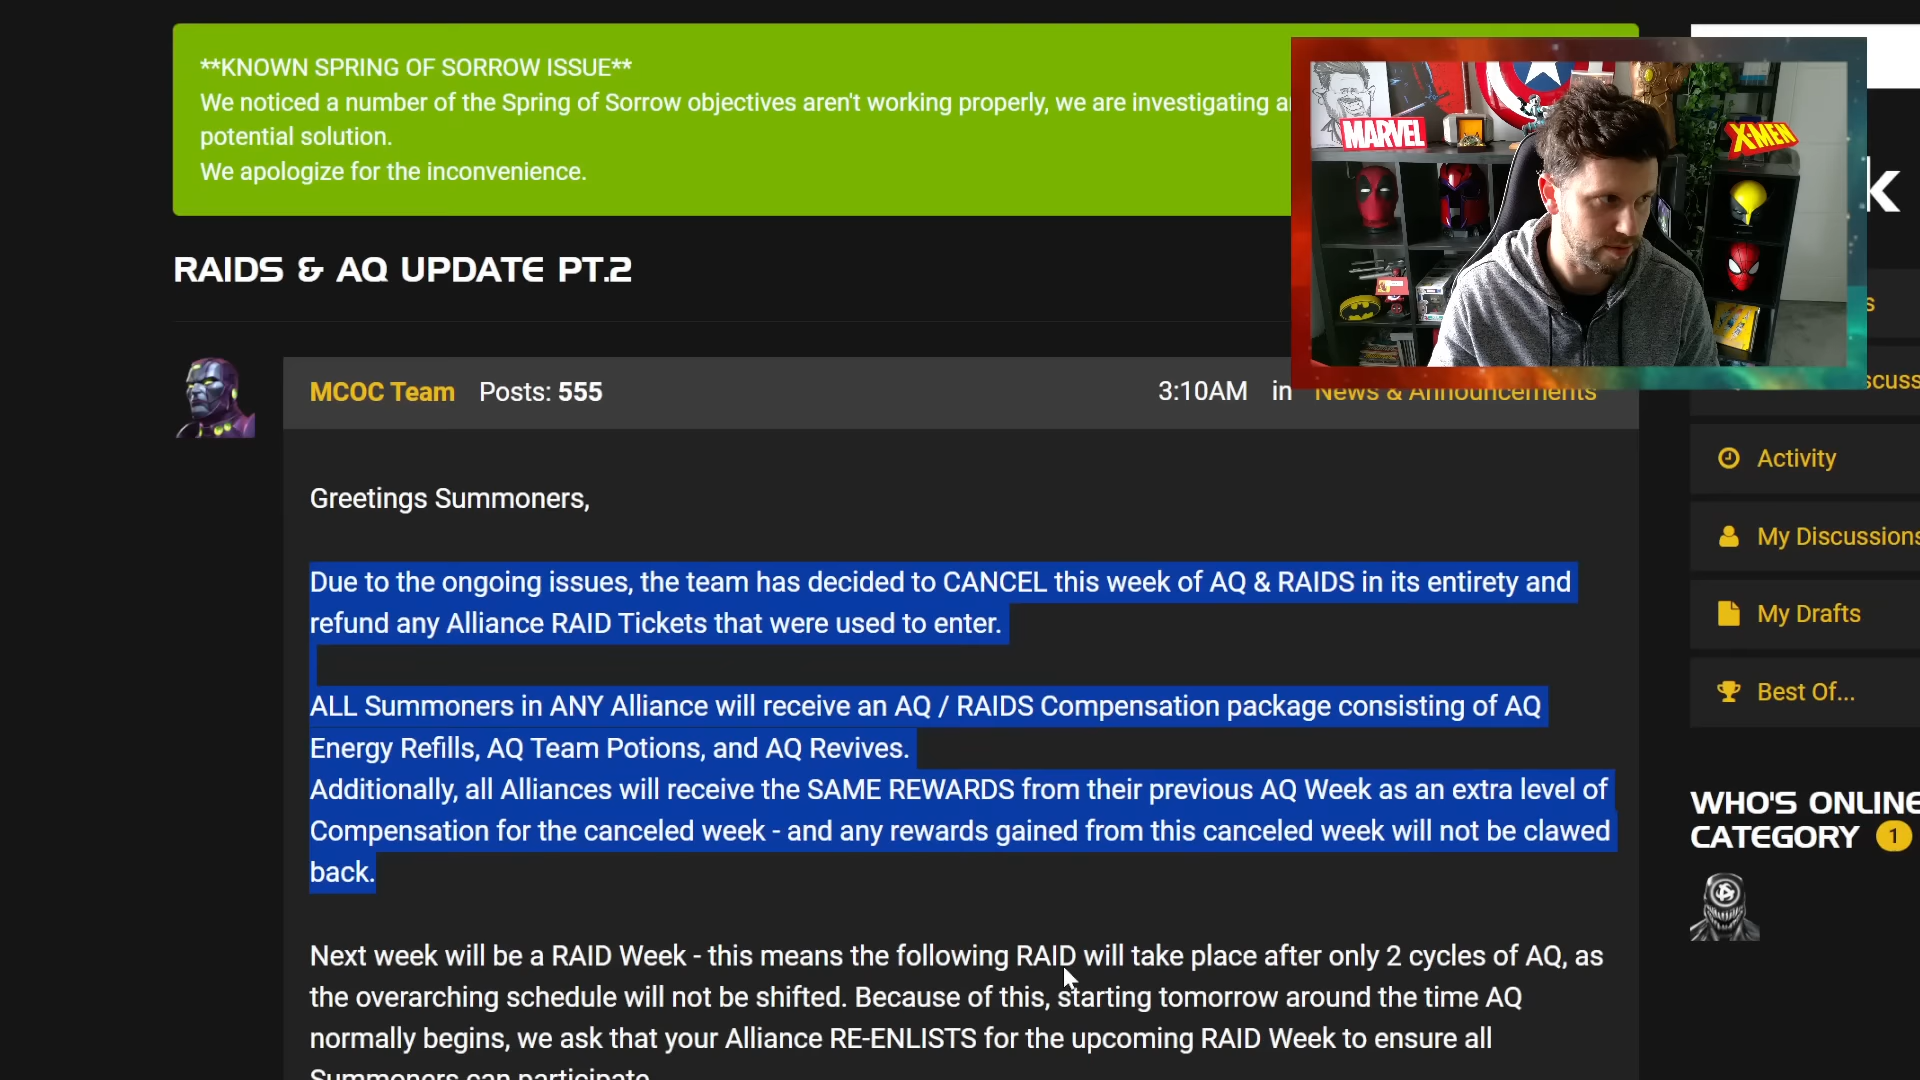 **KNOWN SPRING OF SORROW ISSUE**
We noticed a number of the Spring of Sorrow objectives aren't working properly, we are investigating
potential solution.
We apologize for the inconvenience.
MARVEL
X-MEN
RAIDS & AQ UPDATE PT.2
MCOC Team Posts: 555 3:10AM in News & Announcements
Greetings Summoners,
Due to the ongoing issues, the team has decided to CANCEL this week of AQ & RAIDS in its entirety and
refund any Alliance RAID Tickets that were used to enter.
ALL Summoners in ANY Alliance will receive an AQ / RAIDS Compensation package consisting of AQ
Energy Refills, AQ Team Potions, and AQ Revives.
Additionally, all Alliances will receive the SAME REWARDS from their previous AQ Week as an extra level of
Compensation for the canceled week - and any rewards gained from this canceled week will not be clawed
back.
Next week will be a RAID Week - this means the following RAID will take place after only 2 cycles of AQ, as
the overarching schedule will not be shifted. Because of this, starting tomorrow around the time AQ
normally begins, we ask that your Alliance RE-ENLISTS for the upcoming RAID Week to ensure all
Summoners can participate
Activity
My Discussions
My Drafts
Best Of...
WHO'S ONLINE
CATEGORY 1